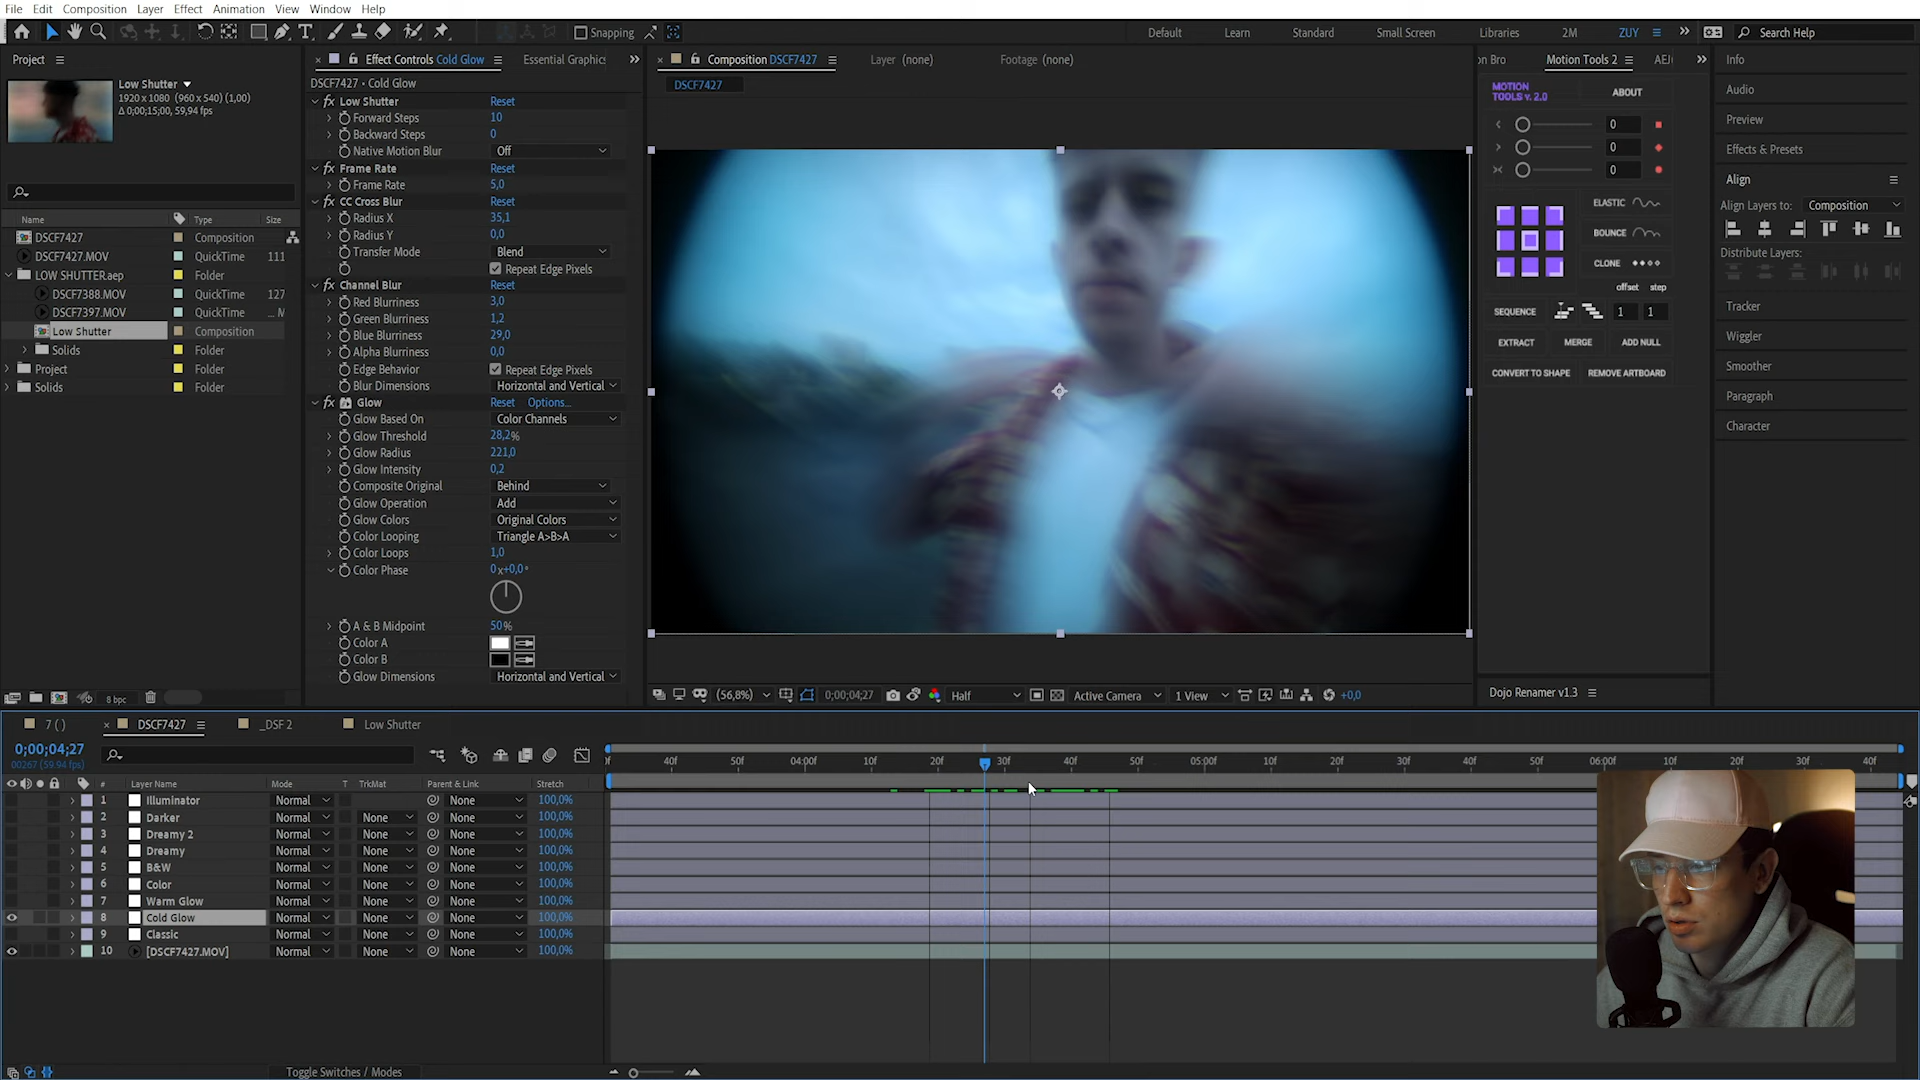 File Edit Composition Layer Effect Animation View Window Help
Snapping
Default Learn Standard Small Screen Libraries 2M ZUY Search Help
Project
Low Shutter
1920 x 1080 (960 x 540) (1,00)
Δ 0;00;15;00, 59,94 fps)
Name Type Size
DSCF7427 Composition
DSCF7427.MOV QuickTime 111
LOW SHUTTER.aep Folder
DSCF7388.MOV QuickTime 127
DSCF7397.MOV QuickTime ... M
Low Shutter Composition
Solids Folder
Project Folder
Solids Folder
8 bpc
Effect Controls Cold Glow Essential Graphics
DSCF7427 • Cold Glow
fx Low Shutter Reset
Forward Steps 10
Backward Steps 0
Native Motion Blur Off
fx Frame Rate Reset
Frame Rate 5,0
fx CC Cross Blur Reset
Radius X 35,1
Radius Y 0,0
Transfer Mode Blend
Repeat Edge Pixels
fx Channel Blur Reset
Red Blurriness 3,0
Green Blurriness 1,2
Blue Blurriness 29,0
Alpha Blurriness 0,0
Edge Behavior Repeat Edge Pixels
Blur Dimensions Horizontal and Vertical
fx Glow Reset Options...
Glow Based On Color Channels
Glow Threshold 28,2%
Glow Radius 221,0
Glow Intensity 0,2
Composite Original Behind
Glow Operation Add
Glow Colors Original Colors
Color Looping Triangle A>B>A
Color Loops 1,0
Color Phase 0x+0,0°
A & B Midpoint 50%
Color A
Color B
Glow Dimensions Horizontal and Vertical
Composition DSCF7427 Layer (none) Footage (none)
DSCF7427
(56,8%) 0;00;04;27 Half Active Camera 1 View +0,0
on Bro Motion Tools 2 AEJ
MOTION TOOLS v. 2.0 ABOUT
0
0
0
ELASTIC
BOUNCE
CLONE
offset step
SEQUENCE 1 1
EXTRACT MERGE ADD NULL
CONVERT TO SHAPE REMOVE ARTBOARD
Dojo Renamer v1.3
Info
Audio
Preview
Effects & Presets
Align
Align Layers to: Composition
Distribute Layers:
Tracker
Wiggler
Smoother
Paragraph
Character
7 ( ) DSCF7427 _DSF 2 Low Shutter
0;00;04;27
00267 (59.94 fps)
40f 50f 04:00f 10f 20f 30f 40f 50f 05:00f 10f 20f 30f 40f 50f 06:00f 10f 20f 30f 40f
# Layer Name Mode T TrkMat Parent & Link Stretch
1 Illuminator Normal None 100,0%
2 Darker Normal None None 100,0%
3 Dreamy 2 Normal None None 100,0%
4 Dreamy Normal None None 100,0%
5 B&W Normal None None 100,0%
6 Color Normal None None 100,0%
7 Warm Glow Normal None None 100,0%
8 Cold Glow Normal None None 100,0%
9 Classic Normal None None 100,0%
10 [DSCF7427.MOV] Normal None None 100,0%
Toggle Switches / Modes